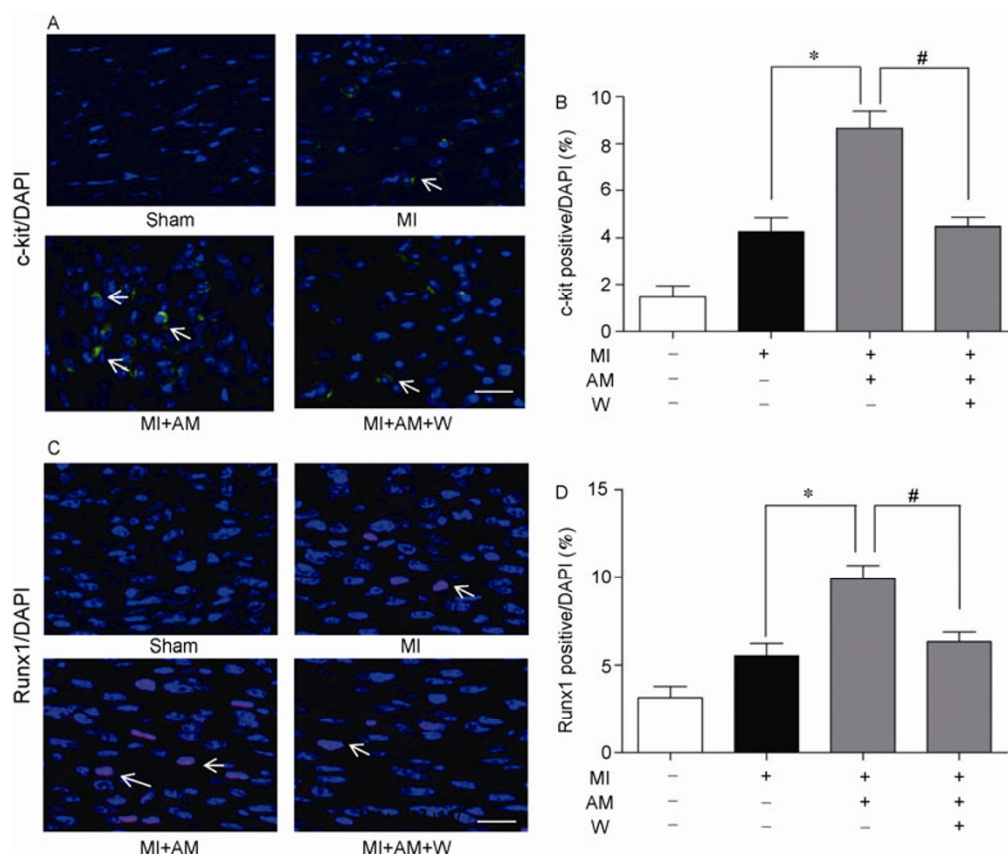 A
c-kit/DAPI
Sham
MI
MI+AM
MI+AM+W
B
c-kit positive/DAPI (%)
10
8
6
4
2
0
*
#
MI – + + +
AM – – + +
W – – – +
C
Runx1/DAPI
Sham
MI
MI+AM
MI+AM+W
D
Runx1 positive/DAPI (%)
15
10
5
0
*
#
MI – + + +
AM – – + +
W – – – +